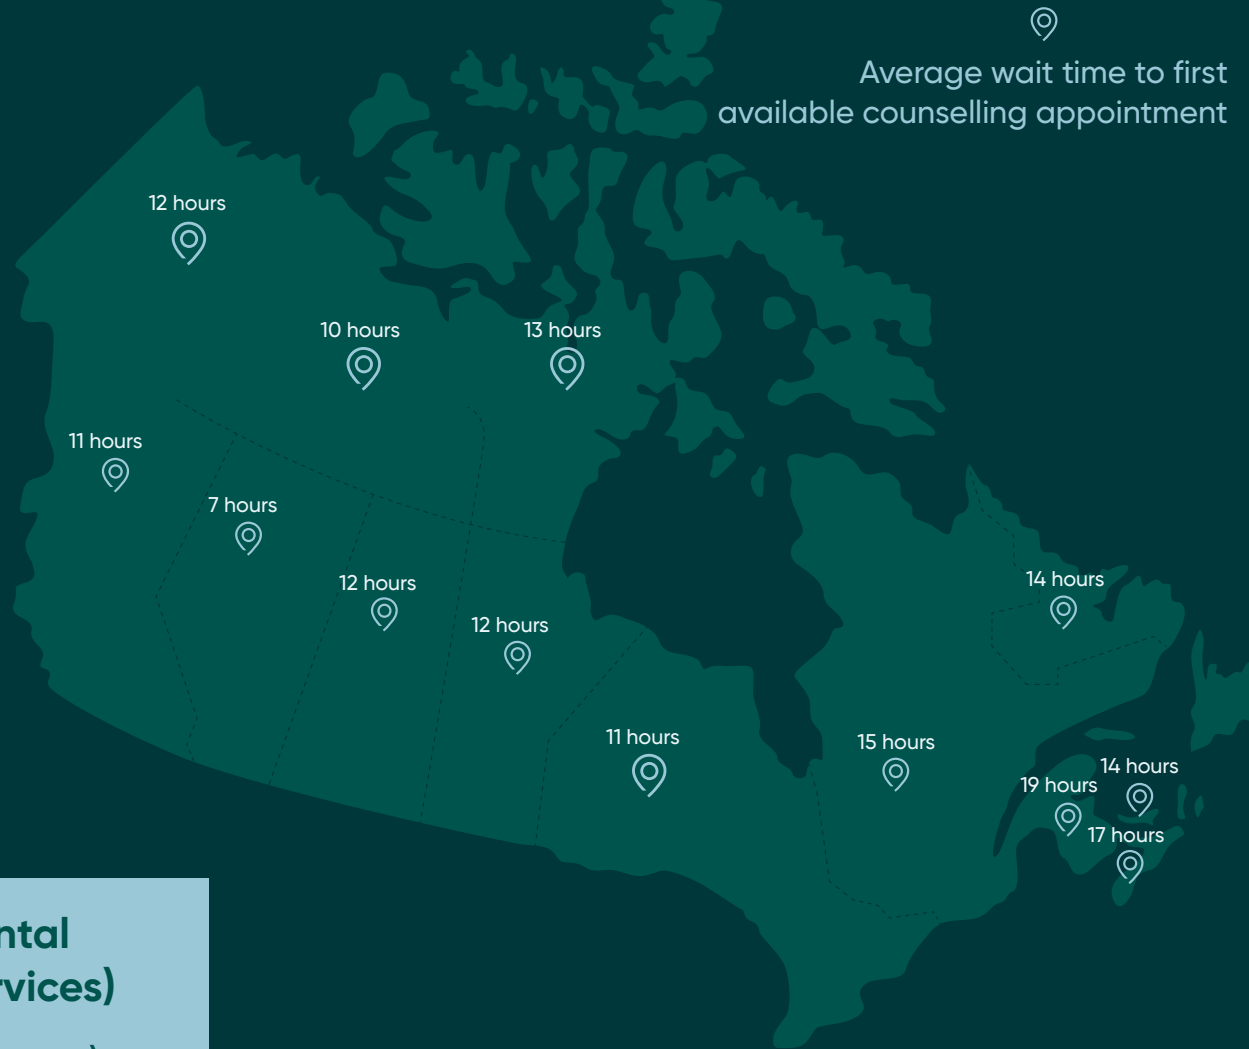 Average wait time to first
available counselling appointment
12 hours
10 hours
13 hours
11 hours
7 hours
12 hours
12 hours
14 hours
11 hours
15 hours
14 hours
19 hours
17 hours
ntal
rvices)